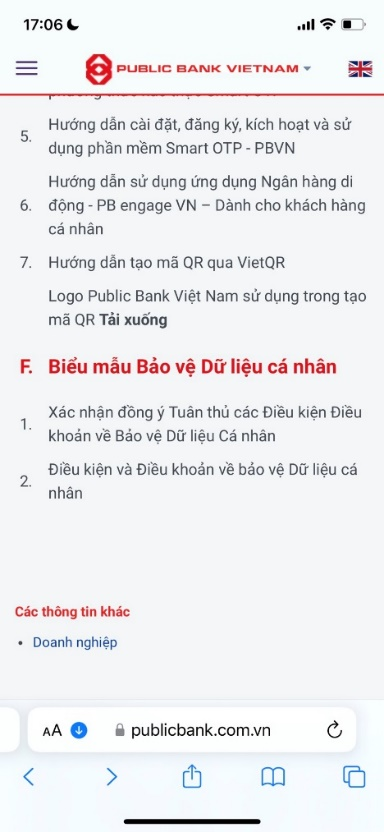 17:06
PUBLIC BANK VIETNAM
5. Hướng dẫn cài đặt, đăng ký, kích hoạt và sử
dụng phần mềm Smart OTP - PBVN
Hướng dẫn sử dụng ứng dụng Ngân hàng di
6. động - PB engage VN – Dành cho khách hàng
cá nhân
7. Hướng dẫn tạo mã QR qua VietQR
Logo Public Bank Việt Nam sử dụng trong tạo
mã QR Tải xuống
F. Biểu mẫu Bảo vệ Dữ liệu cá nhân
1. Xác nhận đồng ý Tuân thủ các Điều kiện Điều
khoản về Bảo vệ Dữ liệu Cá nhân
2. Điều kiện và Điều khoản về bảo vệ Dữ liệu cá
nhân
Các thông tin khác
• Doanh nghiệp
AA publicbank.com.vn